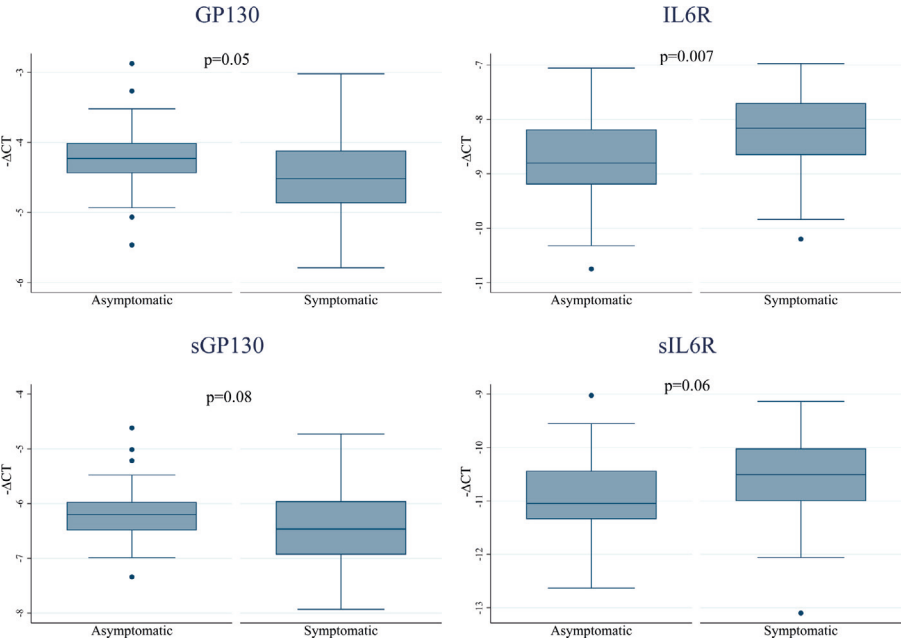 GP130
p=0.05
-ΔCT
-3
-4
-5
-6
Asymptomatic Symptomatic
IL6R
p=0.007
-ΔCT
-7
-8
-9
-10
-11
Asymptomatic Symptomatic
sGP130
p=0.08
-ΔCT
-4
-5
-6
-7
-8
Asymptomatic Symptomatic
sIL6R
p=0.06
-ΔCT
-9
-10
-11
-12
-13
Asymptomatic Symptomatic